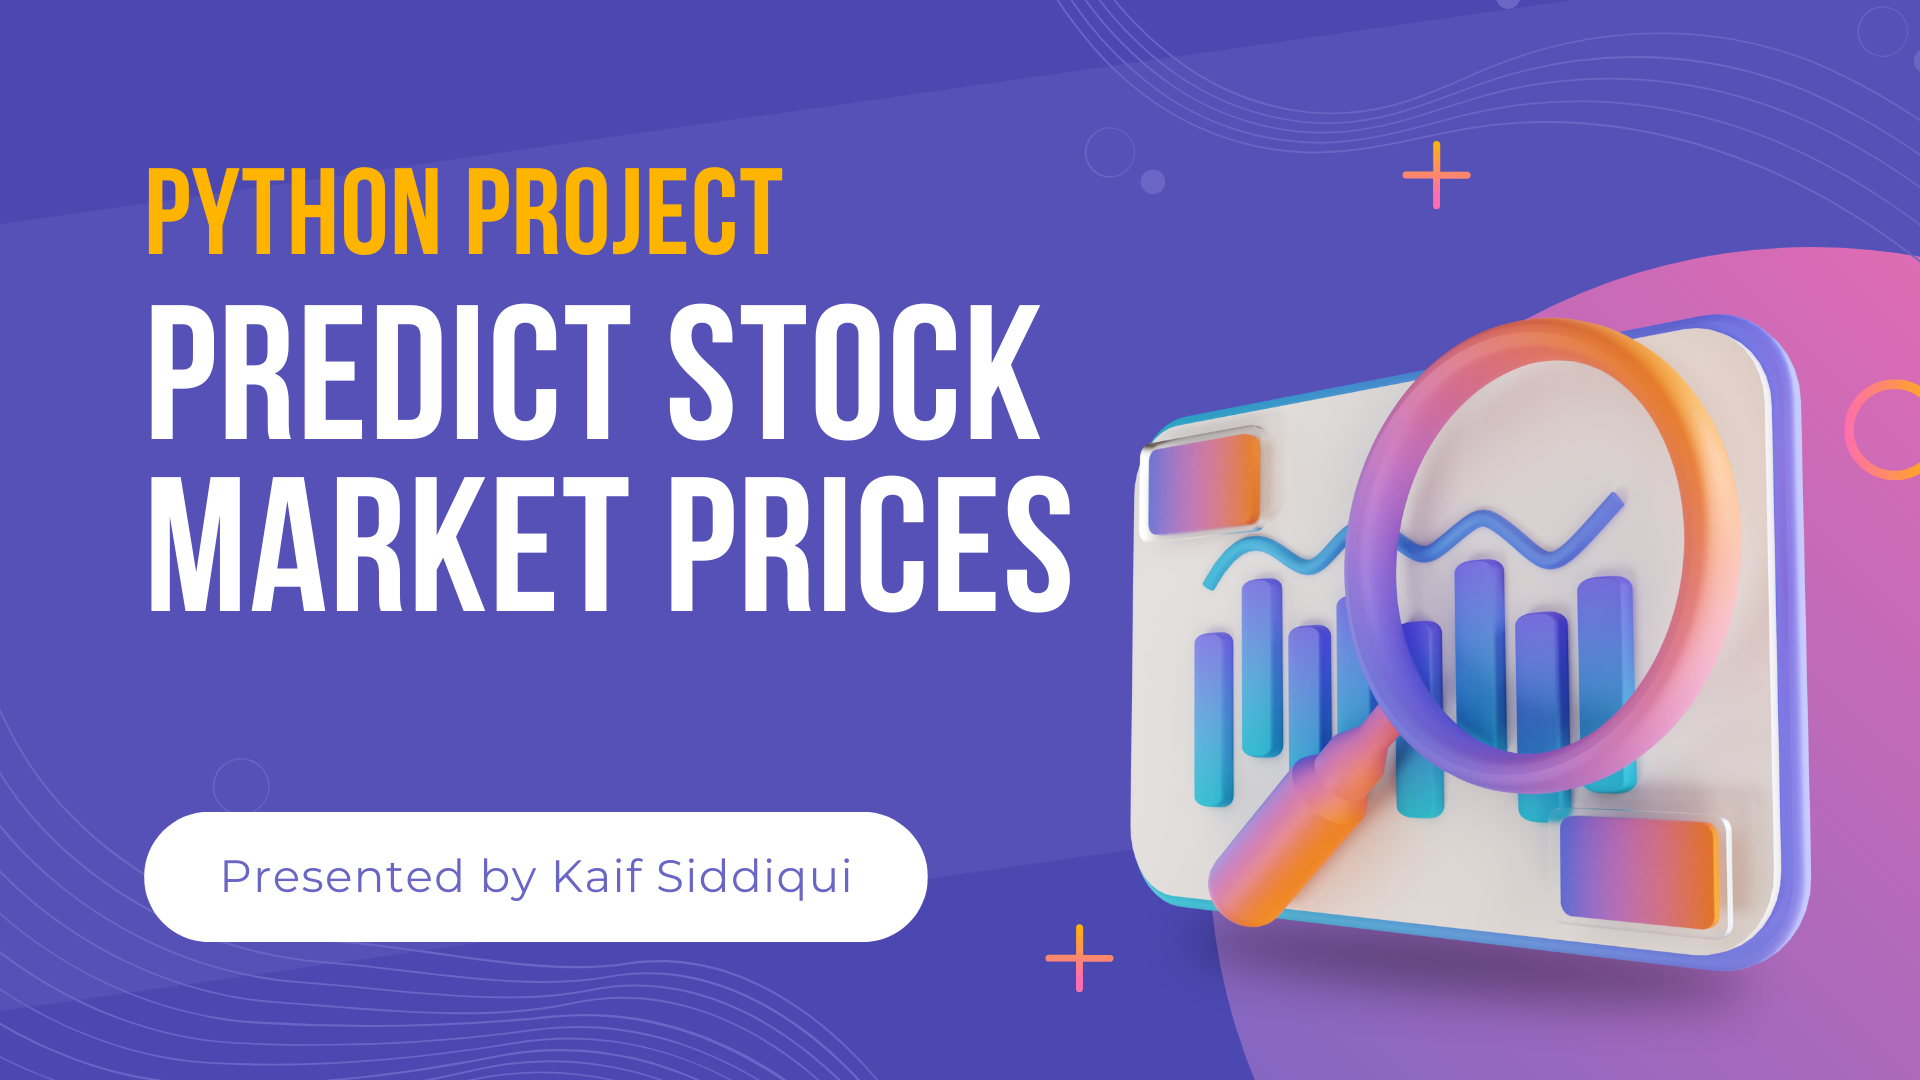 PYTHON PROJECT
PREDICT STOCK
MARKET PRICES
Presented by Kaif Siddiqui